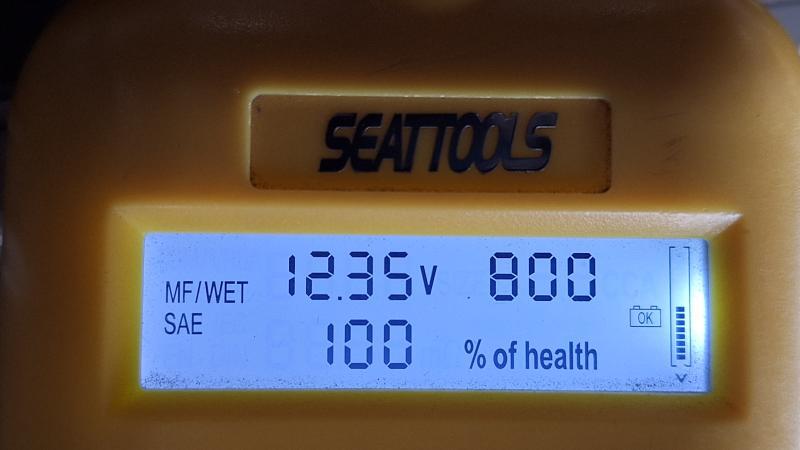 SEATTOOLS
MF/WET 12.35V 800
SAE 100 % of health
OK